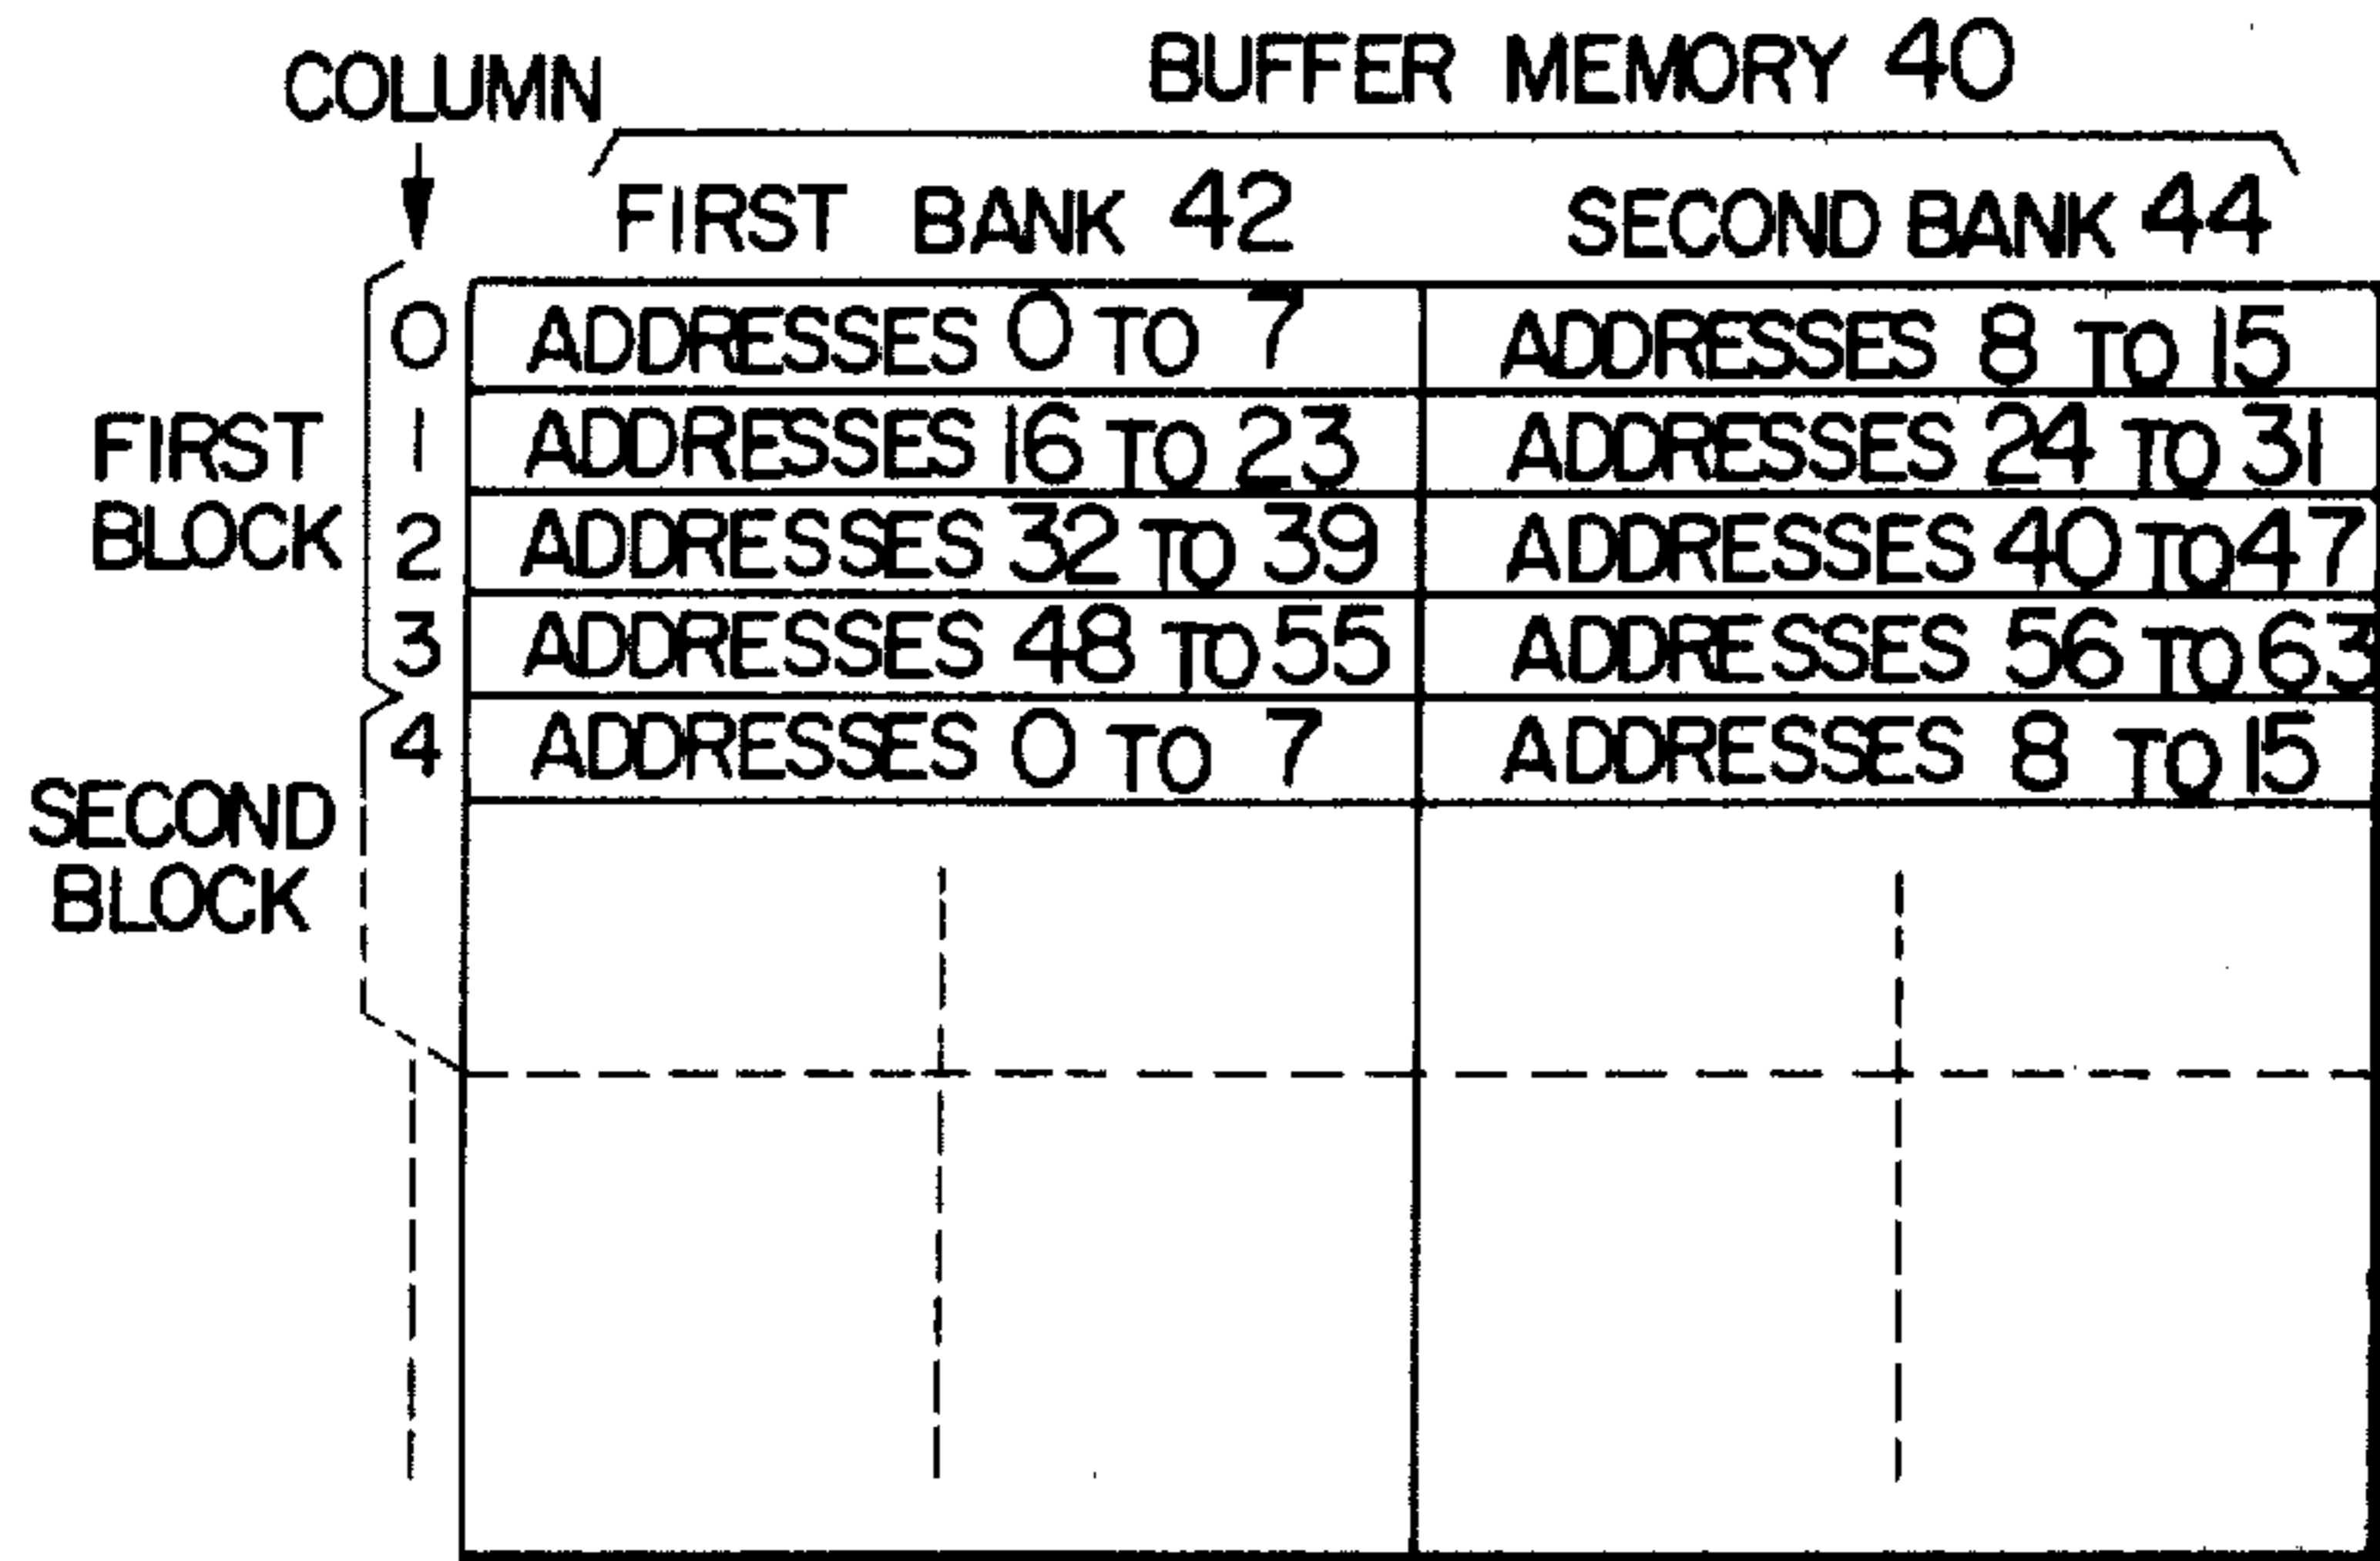 COLUMN BUFFER MEMORY 40
FIRST BANK 42 SECOND BANK 44
0 ADDRESSES 0 TO 7 ADDRESSES 8 TO 15
1 ADDRESSES 16 TO 23 ADDRESSES 24 TO 31
FIRST BLOCK
2 ADDRESSES 32 TO 39 ADDRESSES 40 TO 47
3 ADDRESSES 48 TO 55 ADDRESSES 56 TO 63
4 ADDRESSES 0 TO 7 ADDRESSES 8 TO 15
SECOND
BLOCK